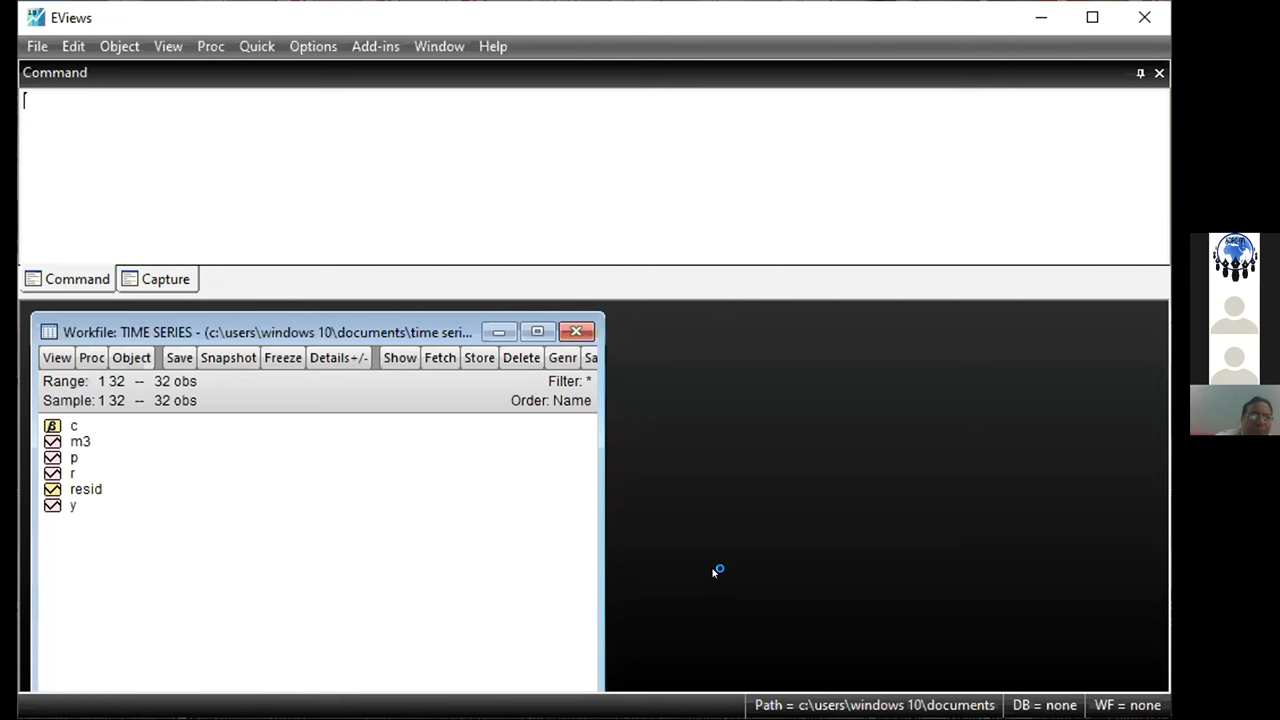 EViews
File Edit Object View Proc Quick Options Add-ins Window Help
Command
Command Capture
Workfile: TIME SERIES - (c:\users\windows 10\documents\time seri...
View Proc Object Save Snapshot Freeze Details+/- Show Fetch Store Delete Genr Sa
Range: 1 32 -- 32 obs Filter: *
Sample: 1 32 -- 32 obs Order: Name
c
m3
p
r
resid
y
Path = c:\users\windows 10\documents DB = none WF = none